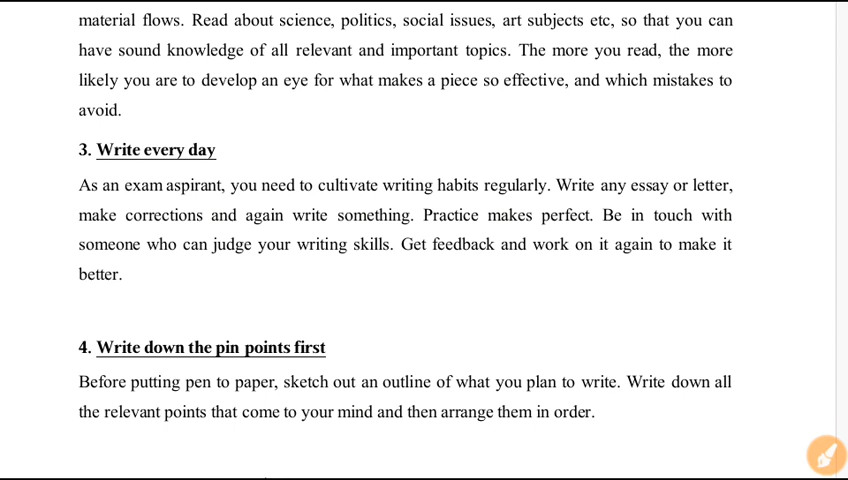 material flows. Read about science, politics, social issues, art subjects etc, so that you can
have sound knowledge of all relevant and important topics. The more you read, the more
likely you are to develop an eye for what makes a piece so effective, and which mistakes to
avoid.
3. Write every day
As an exam aspirant, you need to cultivate writing habits regularly. Write any essay or letter,
make corrections and again write something. Practice makes perfect. Be in touch with
someone who can judge your writing skills. Get feedback and work on it again to make it
better.
4. Write down the pin points first
Before putting pen to paper, sketch out an outline of what you plan to write. Write down all
the relevant points that come to your mind and then arrange them in order.